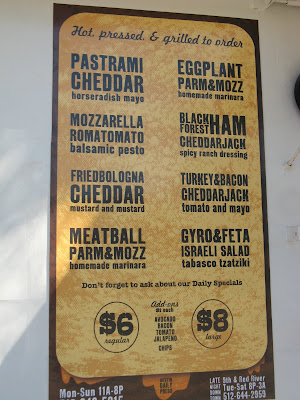 Hot, pressed, & grilled to order
PASTRAMI
CHEDDAR
horseradish mayo
EGGPLANT
PARM&MOZZ
homemade marinara
MOZZARELLA
ROMATOMATO
balsamic pesto
BLACK FOREST HAM
CHEDDARJACK
spicy ranch dressing
FRIEDBOLOGNA
CHEDDAR
mustard and mustard
TURKEY&BACON
CHEDDARJACK
tomato and mayo
MEATBALL
PARM&MOZZ
homemade marinara
GYRO&FETA
ISRAELI SALAD
tabasco tzatziki
Don't forget to ask about our Daily Specials
$6
regular
Add-ons
50¢ each
AVOCADO
BACON
TOMATO
JALAPENO
CHIPS
$8
large
Mon-Sun 11A-8P
LATE NIGHT DOWN
6th & Red River
Tue-Sat 8P-3A
512-644-2959